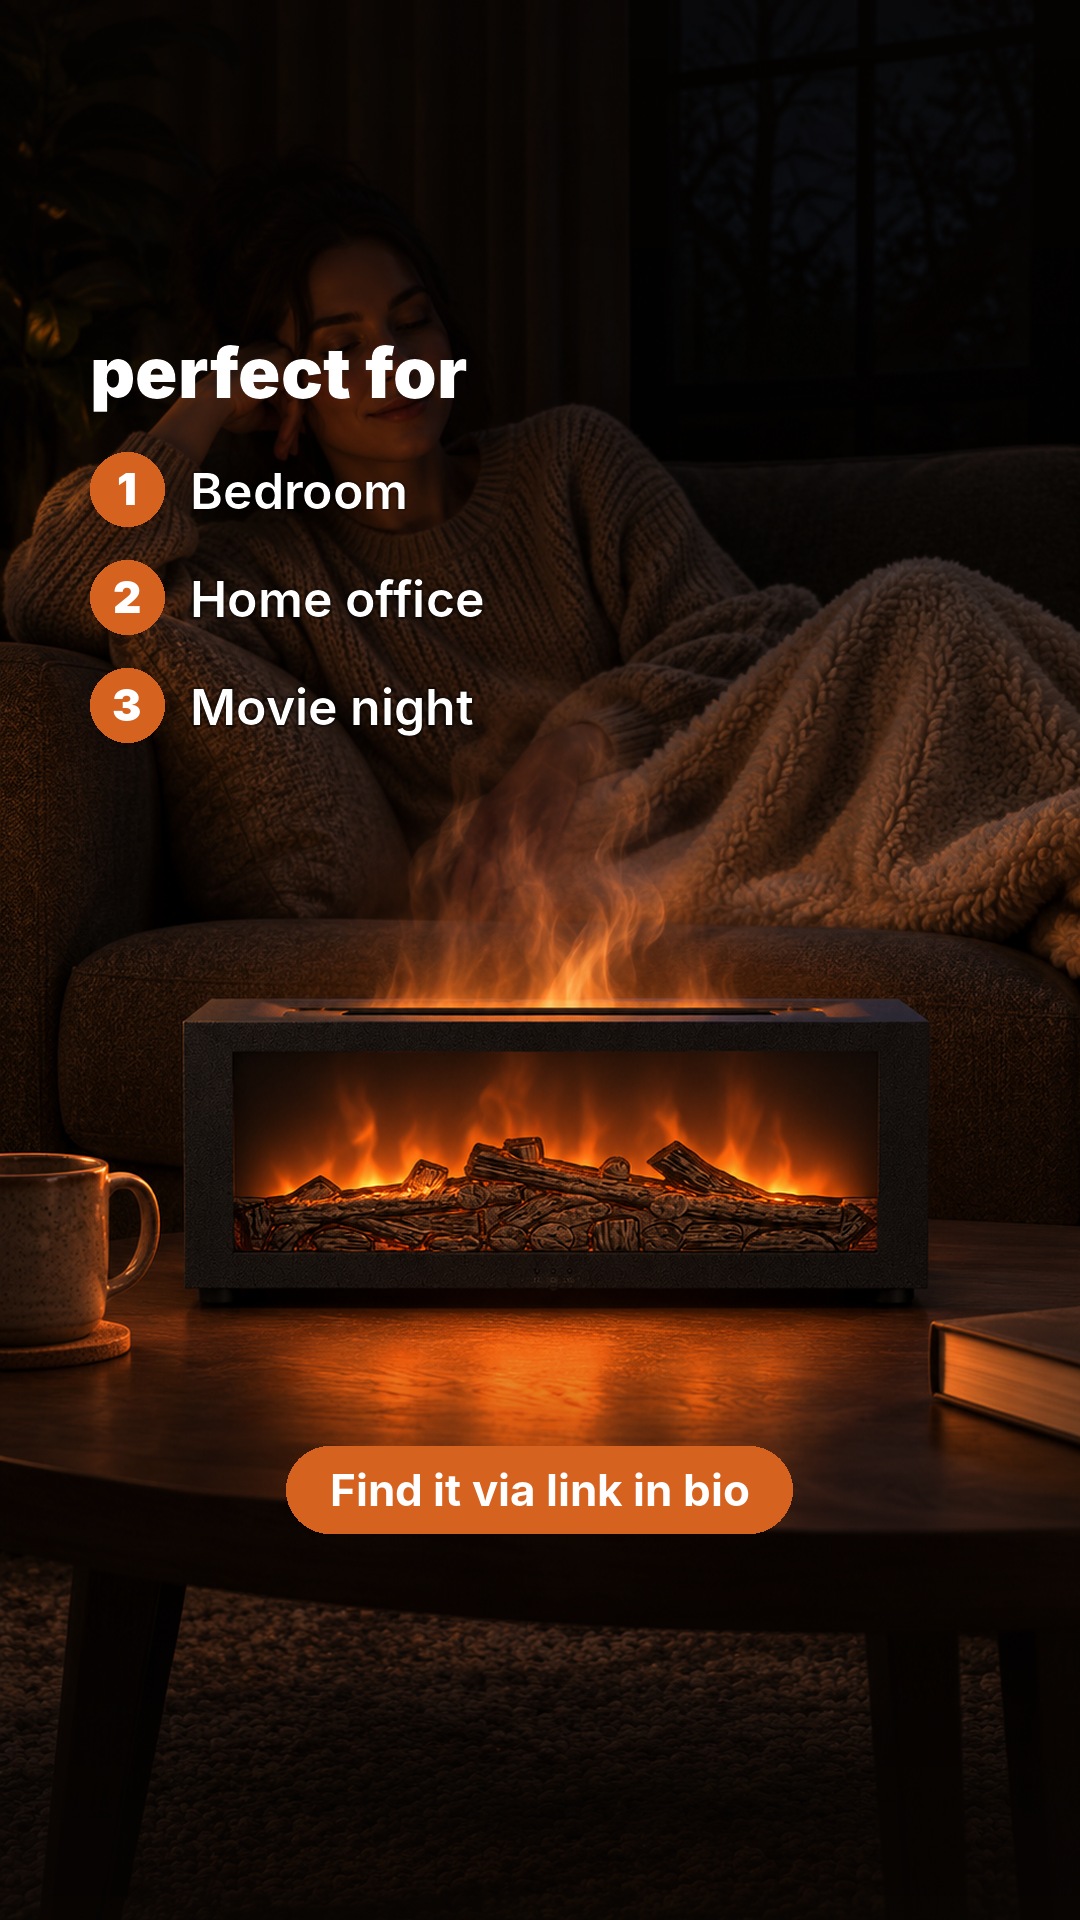 perfect for
1 Bedroom
2 Home office
3 Movie night
Find it via link in bio